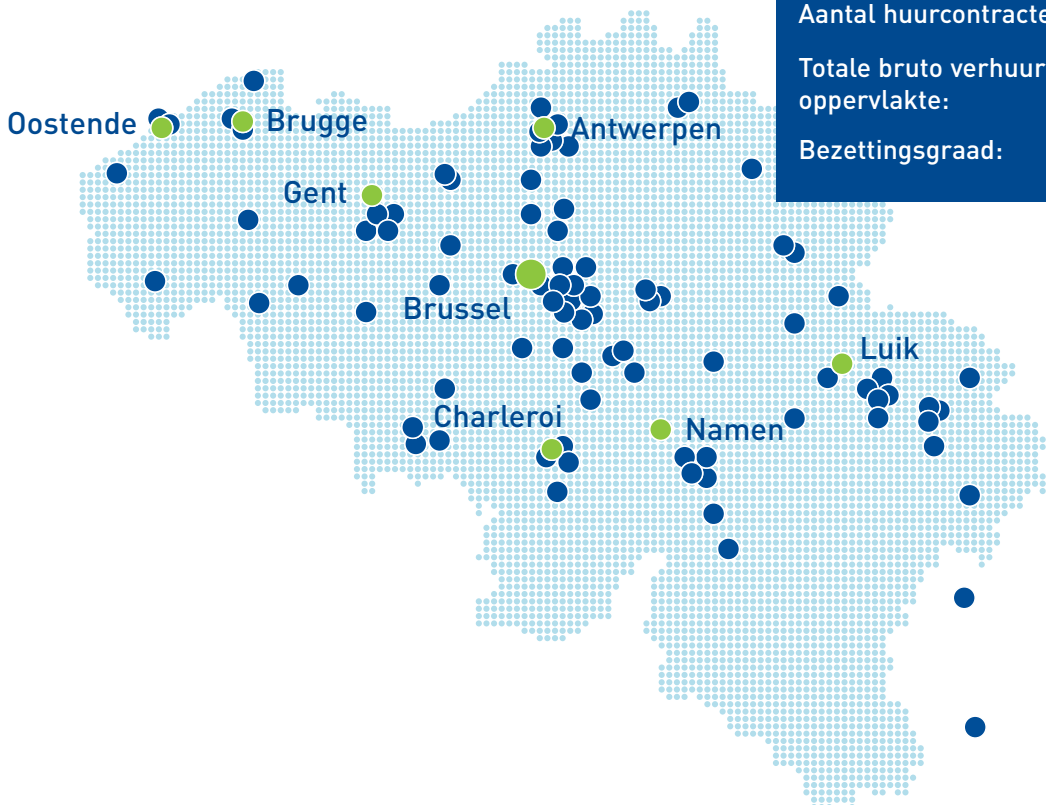 Aantal huurcontracte
Totale bruto verhuur
oppervlakte:
Bezettingsgraad:
Oostende
Brugge
Antwerpen
Gent
Brussel
Luik
Charleroi
Namen